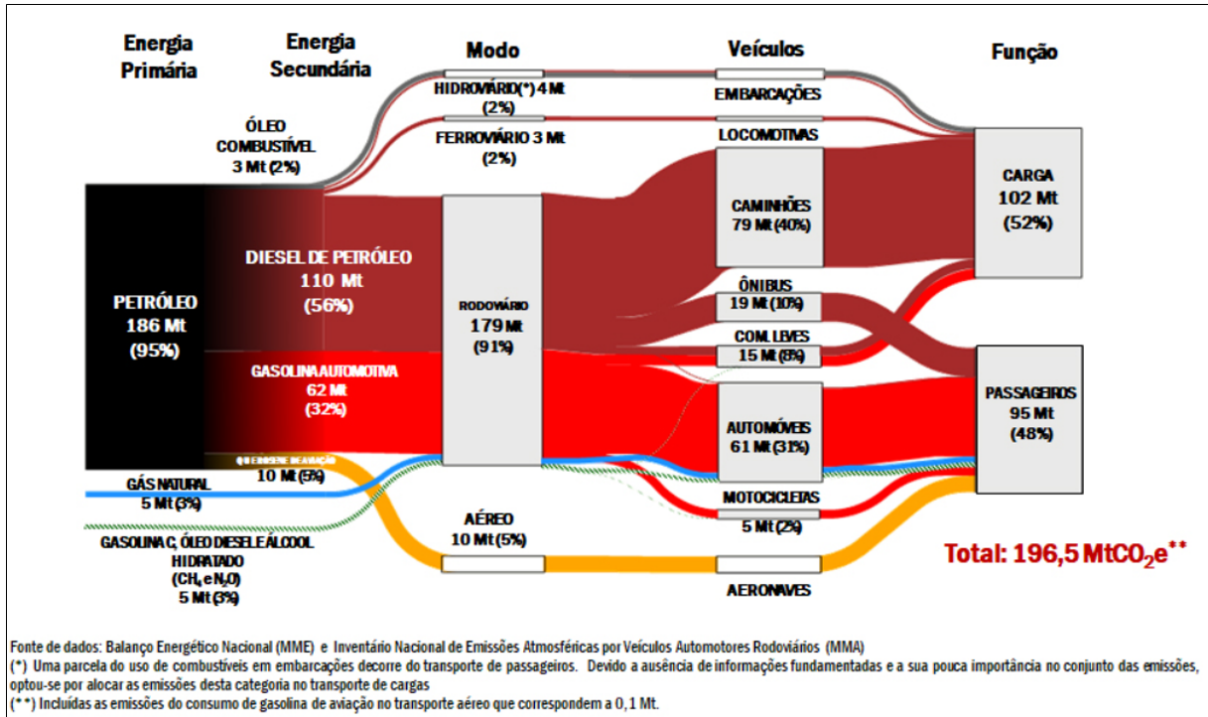 Energia
Primária
Energia
Secundária
Modo
Veículos
Função
ÓLEO
COMBUSTÍVEL
3 Mt (2%)
HIDROVIÁRIO(*) 4 Mt
(2%)
FERROVIÁRIO 3 Mt
(2%)
EMBARCAÇÕES
LOCOMOTIVAS
CAMINHÕES
79 Mt (40%)
CARGA
102 Mt
(52%)
PETRÓLEO
186 Mt
(95%)
DIESEL DE PETRÓLEO
110 Mt
(56%)
RODOVIÁRIO
179 Mt
(91%)
ÔNIBUS
19 Mt (10%)
COM. LEVES
15 Mt (8%)
GASOLINA AUTOMOTIVA
62 Mt
(32%)
AUTOMÓVEIS
61 Mt (31%)
PASSAGEIROS
95 Mt
(48%)
QUEROSENE DE AVIAÇÃO
10 Mt (5%)
GÁS NATURAL
5 Mt (3%)
MOTOCICLETAS
5 Mt (2%)
AÉREO
10 Mt (5%)
GASOLINA C, ÓLEO DIESEL E ÁLCOOL
HIDRATADO
(CH₄ e N₂O)
5 Mt (3%)
AERONAVES
Total: 196,5 MtCO₂e**
Fonte de dados: Balanço Energético Nacional (MME) e Inventário Nacional de Emissões Atmosféricas por Veículos Automotores Rodoviários (MMA)
(*) Uma parcela do uso de combustíveis em embarcações decorre do transporte de passageiros. Devido a ausência de informações fundamentadas e a sua pouca importância no conjunto das emissões,
optou-se por alocar as emissões desta categoria no transporte de cargas
(**) Incluídas as emissões do consumo de gasolina de aviação no transporte aéreo que correspondem a 0,1 Mt.